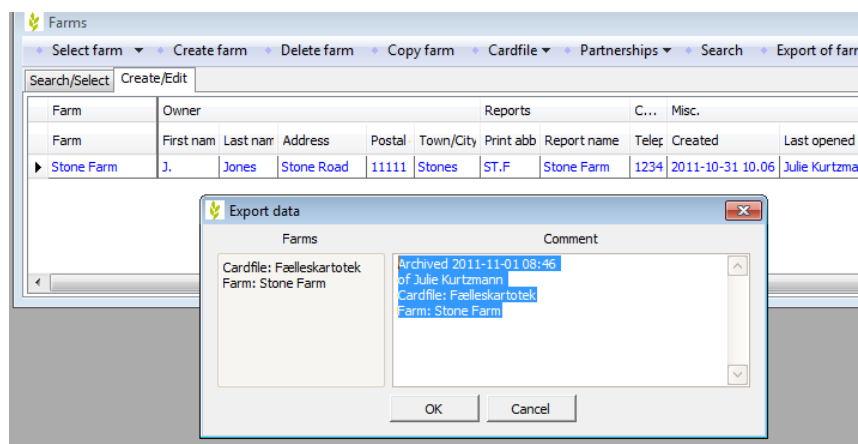 Farms
Select farm Create farm Delete farm Copy farm Cardfile Partnerships Search Export of farr
Search/Select Create/Edit
Farm Owner Reports C... Misc.
Farm First nam Last nam Address Postal Town/City Print abb Report name Telep Created Last opened
Stone Farm J. Jones Stone Road 11111 Stones ST.F Stone Farm 1234 2011-10-31 10.06 Julie Kurtzma
Export data
Farms Comment
Cardfile: Fælleskartotek
Farm: Stone Farm
Archived 2011-11-01 08:46
of Julie Kurtzmann
Cardfile: Fælleskartotek
Farm: Stone Farm
OK Cancel